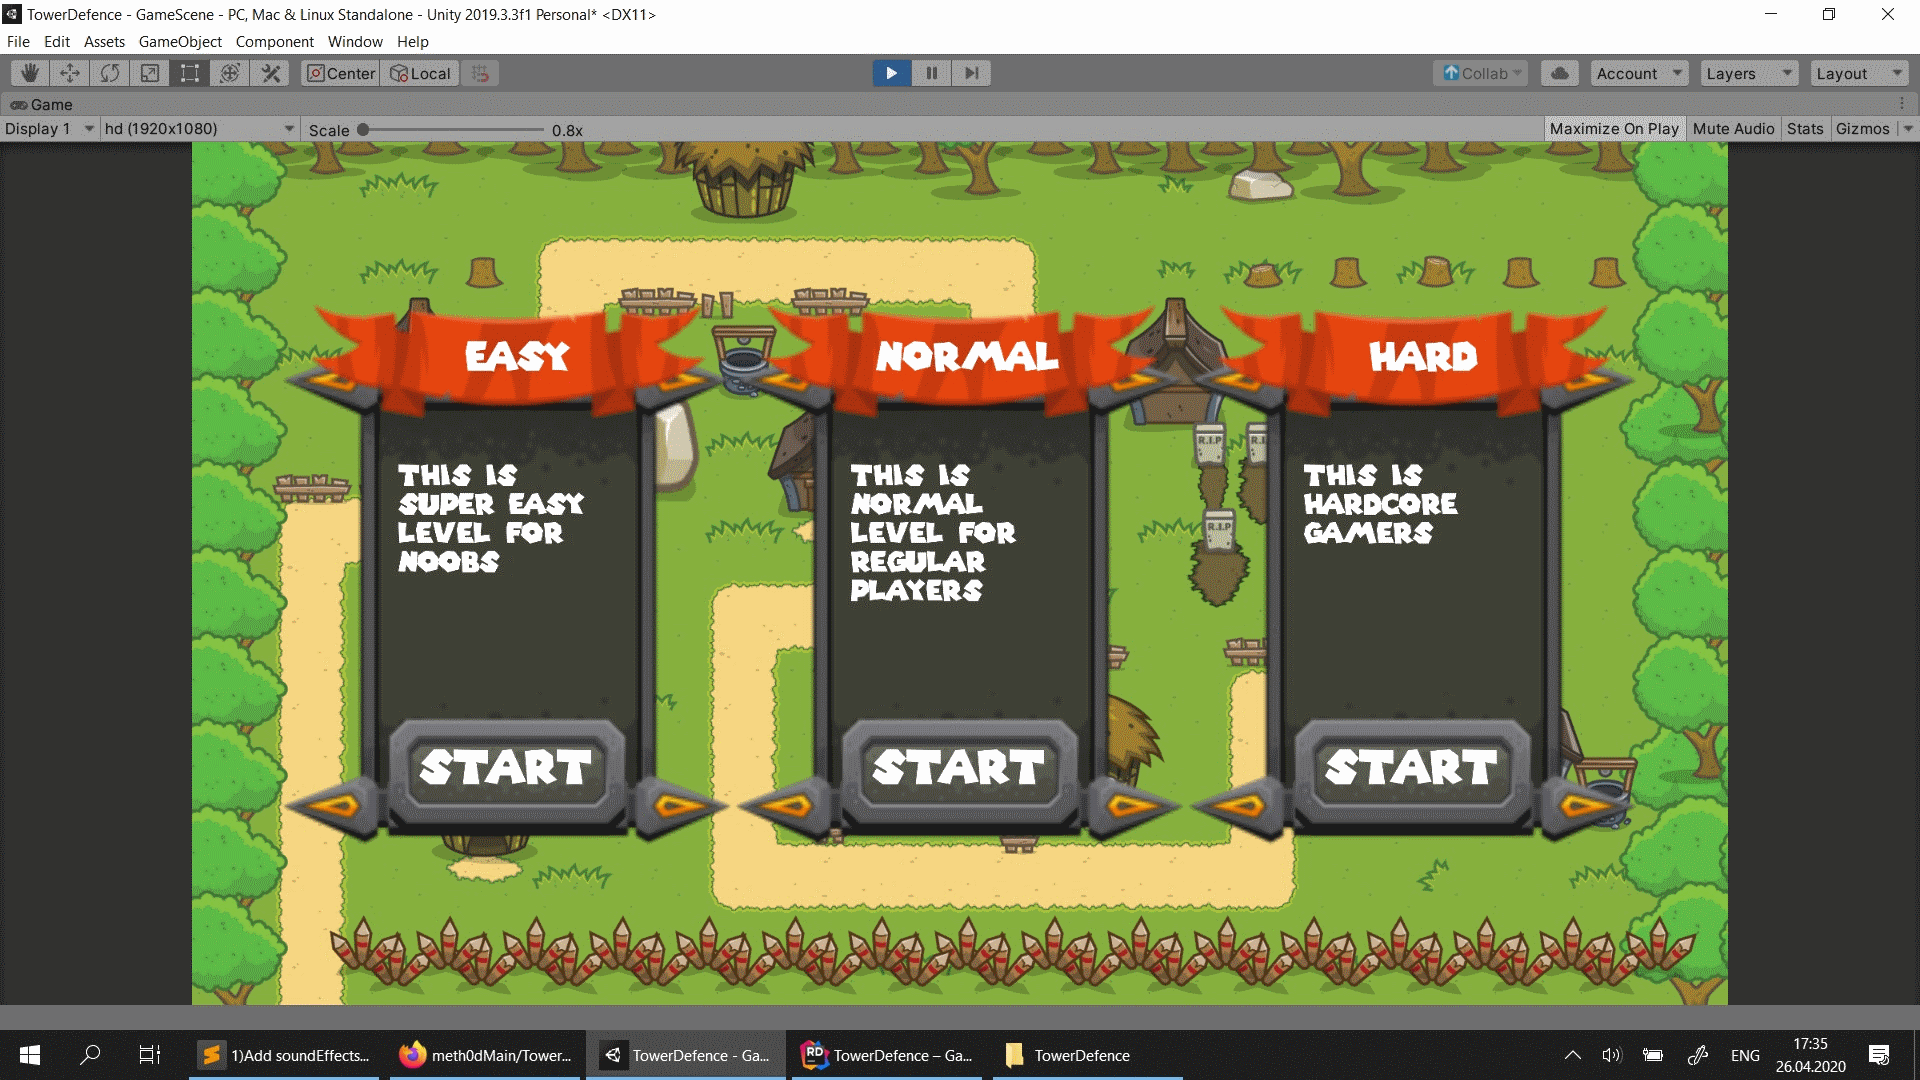 TowerDefence - GameScene - PC, Mac & Linux Standalone - Unity 2019.3.3f1 Personal* <DX11>
File Edit Assets GameObject Component Window Help
Center Local Collab Account Layers Layout
Game
Display 1 hd (1920x1080) Scale 0.8x Maximize On Play Mute Audio Stats Gizmos
EASY
THIS IS
SUPER EASY
LEVEL FOR
NOOBS
START
NORMAL
THIS IS
NORMAL
LEVEL FOR
REGULAR
PLAYERS
START
HARD
THIS IS
HARDCORE
GAMERS
START
R.I.P
R.I
R.I.P
1)Add soundEffects... meth0dMain/Tower... TowerDefence - Ga... RD TowerDefence – Ga... TowerDefence ENG 17:35
26.04.2020